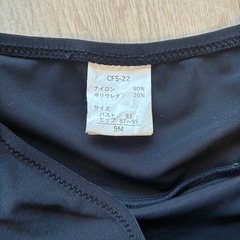 CFS-22
ナイロン 80%
ポリウレタン 20%
サイズ
バスト 83
ヒップ 87〜95
9M